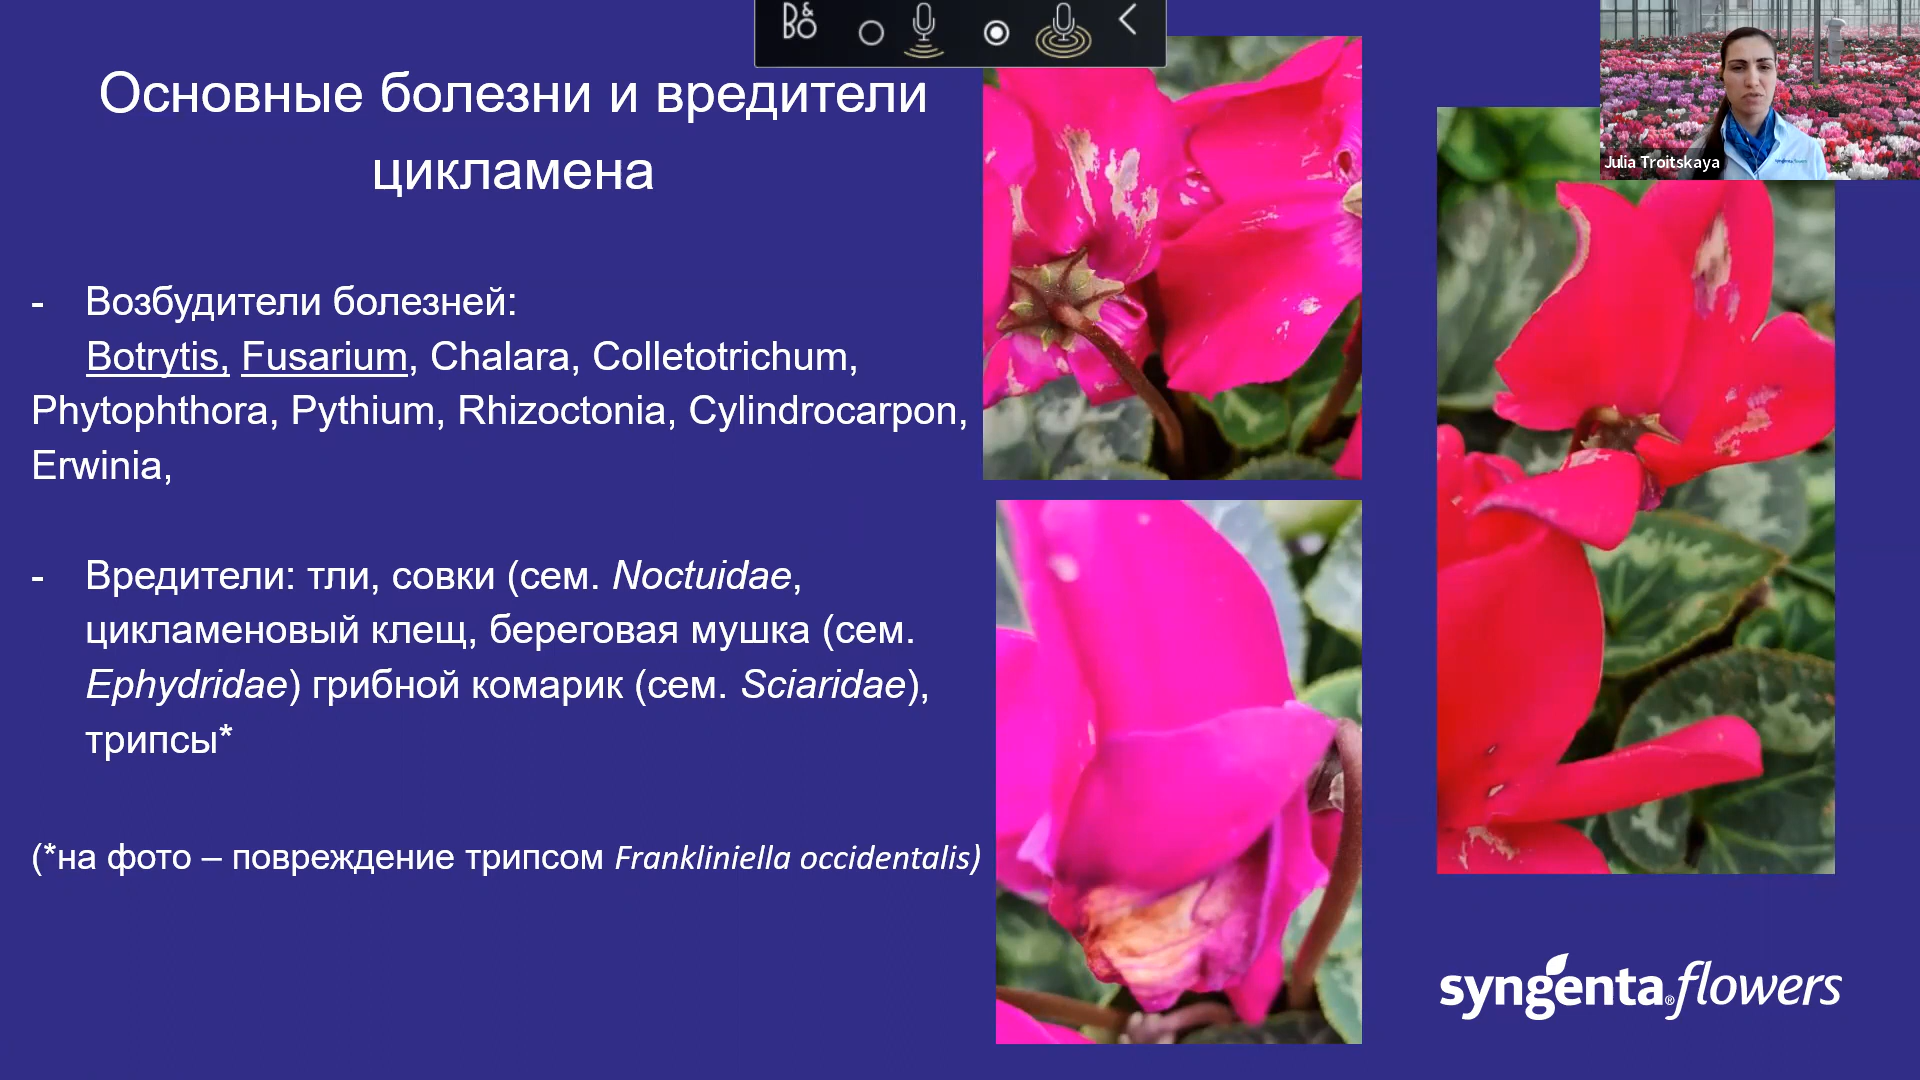 B&O
Julia Troitskaya
Основные болезни и вредители
цикламена
- Возбудители болезней:
Botrytis, Fusarium, Chalara, Colletotrichum,
Phytophthora, Pythium, Rhizoctonia, Cylindrocarpon,
Erwinia,
- Вредители: тли, совки (сем. Noctuidae,
цикламеновый клещ, береговая мушка (сем.
Ephydridae) грибной комарик (сем. Sciaridae),
трипсы*
(*на фото – повреждение трипсом Frankliniella occidentalis)
syngenta® flowers